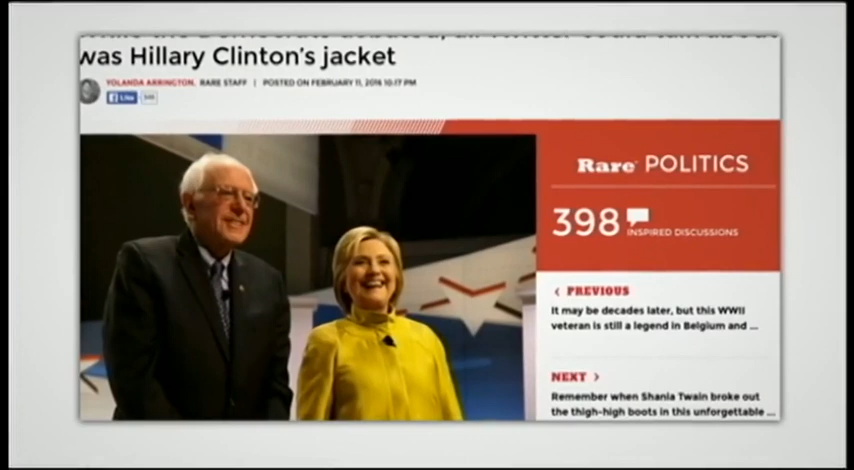 was Hillary Clinton's jacket
YOLANDA ARRINGTON, RARE STAFF | POSTED ON FEBRUARY 11, 2016 10:17 PM
Like
Rare POLITICS
398 INSPIRED DISCUSSIONS
‹ PREVIOUS
It may be decades later, but this WWII
veteran is still a legend in Belgium and ...
NEXT ›
Remember when Shania Twain broke out
the thigh-high boots in this unforgettable ...